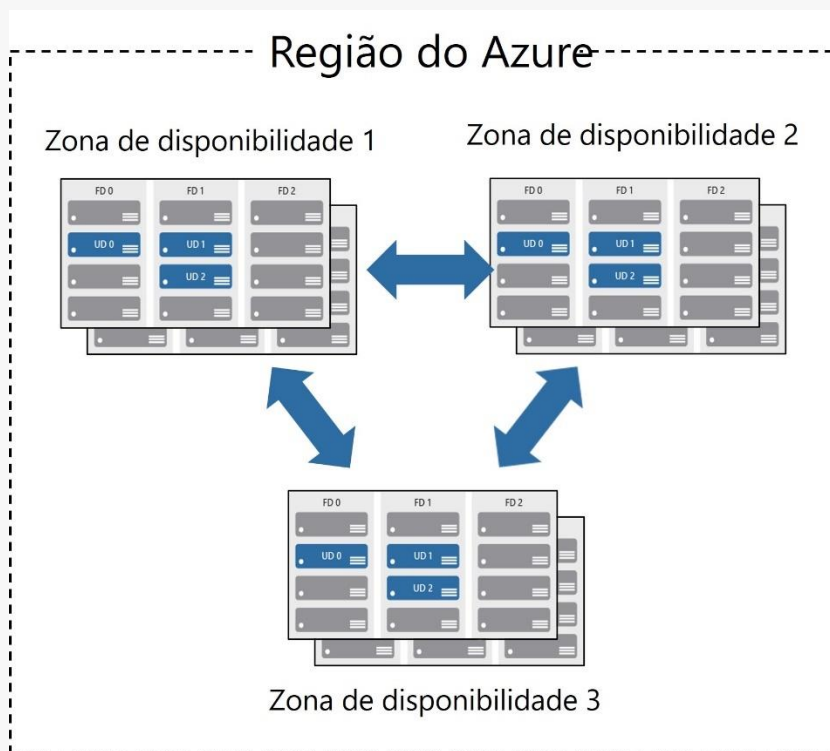 Região do Azure
Zona de disponibilidade 1
Zona de disponibilidade 2
FD 0 FD 1 FD 2
UD 0 UD 1
UD 2
FD 0 FD 1 FD 2
UD 0 UD 1
UD 2
FD 0 FD 1 FD 2
UD 0 UD 1
UD 2
Zona de disponibilidade 3